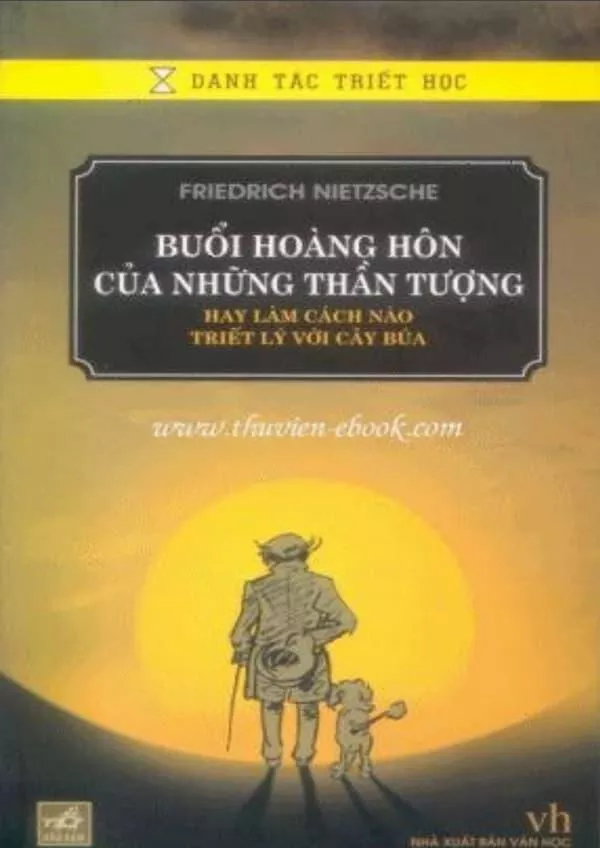 DANH TÁC TRIẾT HỌC
FRIEDRICH NIETZSCHE
BUỔI HOÀNG HÔN
CỦA NHỮNG THẦN TƯỢNG
HAY LÀM CÁCH NÀO
TRIẾT LÝ VỚI CÂY BÚA
www.thuvien-ebook.com
vh
NHÀ XUẤT BẢN VĂN HỌC